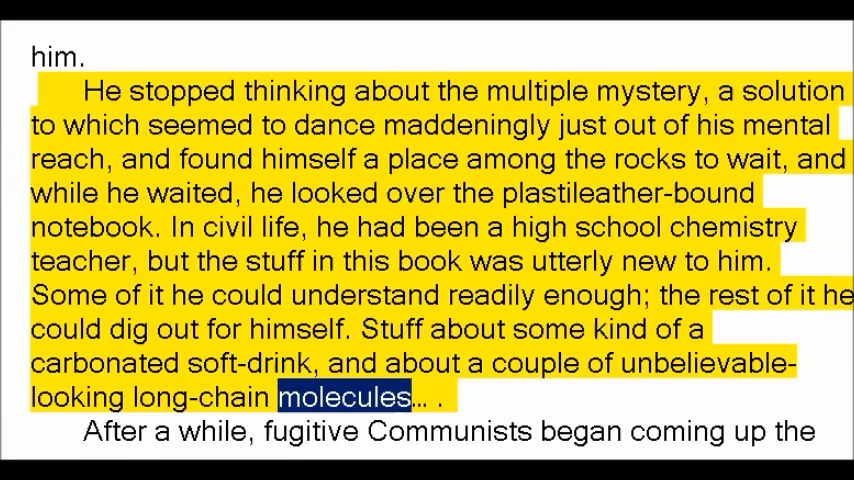 him.
He stopped thinking about the multiple mystery, a solution
to which seemed to dance maddeningly just out of his mental
reach, and found himself a place among the rocks to wait, and
while he waited, he looked over the plastileather-bound
notebook. In civil life, he had been a high school chemistry
teacher, but the stuff in this book was utterly new to him.
Some of it he could understand readily enough; the rest of it he
could dig out for himself. Stuff about some kind of a
carbonated soft-drink, and about a couple of unbelievable-
looking long-chain molecules… .
After a while, fugitive Communists began coming up the